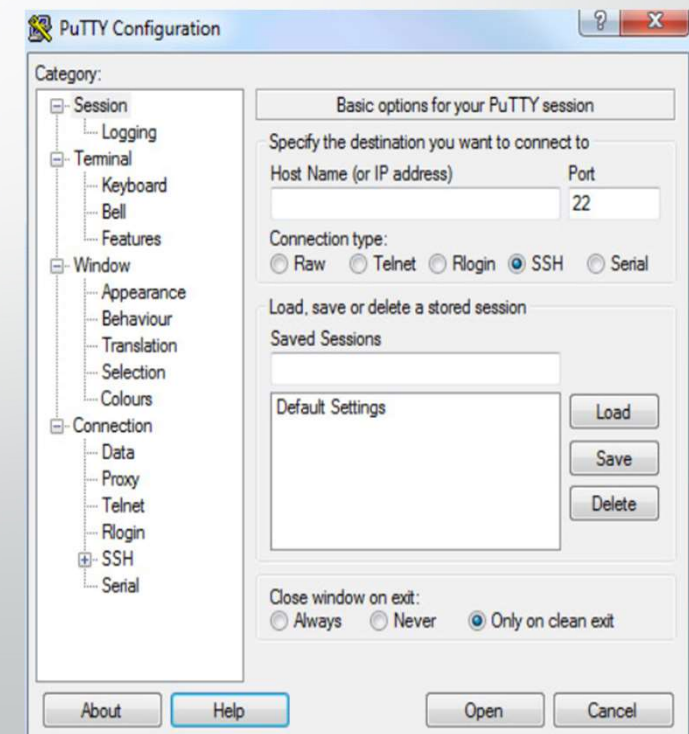 PuTTY Configuration
?
X
Category:
Session
Logging
Terminal
Keyboard
Bell
Features
Window
Appearance
Behaviour
Translation
Selection
Colours
Connection
Data
Proxy
Telnet
Rlogin
SSH
Serial
Basic options for your PuTTY session
Specify the destination you want to connect to
Host Name (or IP address) Port
22
Connection type:
Raw Telnet Rlogin SSH Serial
Load, save or delete a stored session
Saved Sessions
Default Settings
Load
Save
Delete
Close window on exit:
Always Never Only on clean exit
About Help Open Cancel